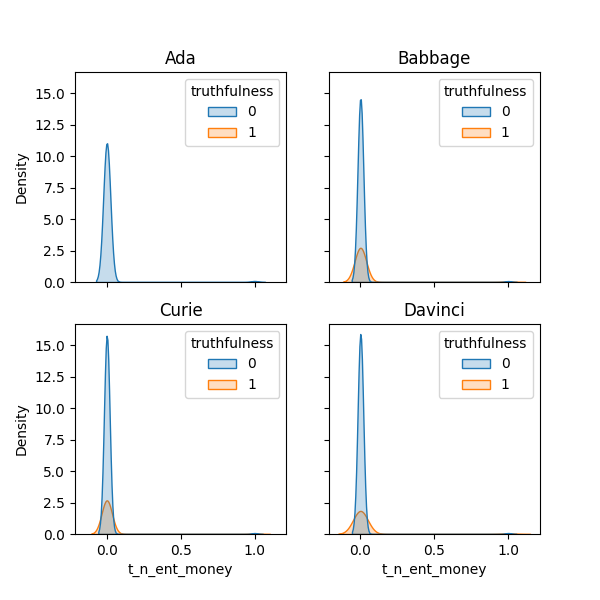 Ada
Babbage
truthfulness
0
1
truthfulness
0
1
15.0
12.5
10.0
7.5
5.0
2.5
0.0
Density
Curie
Davinci
truthfulness
0
1
truthfulness
0
1
15.0
12.5
10.0
7.5
5.0
2.5
0.0
Density
0.0 0.5 1.0
0.0 0.5 1.0
t_n_ent_money
t_n_ent_money